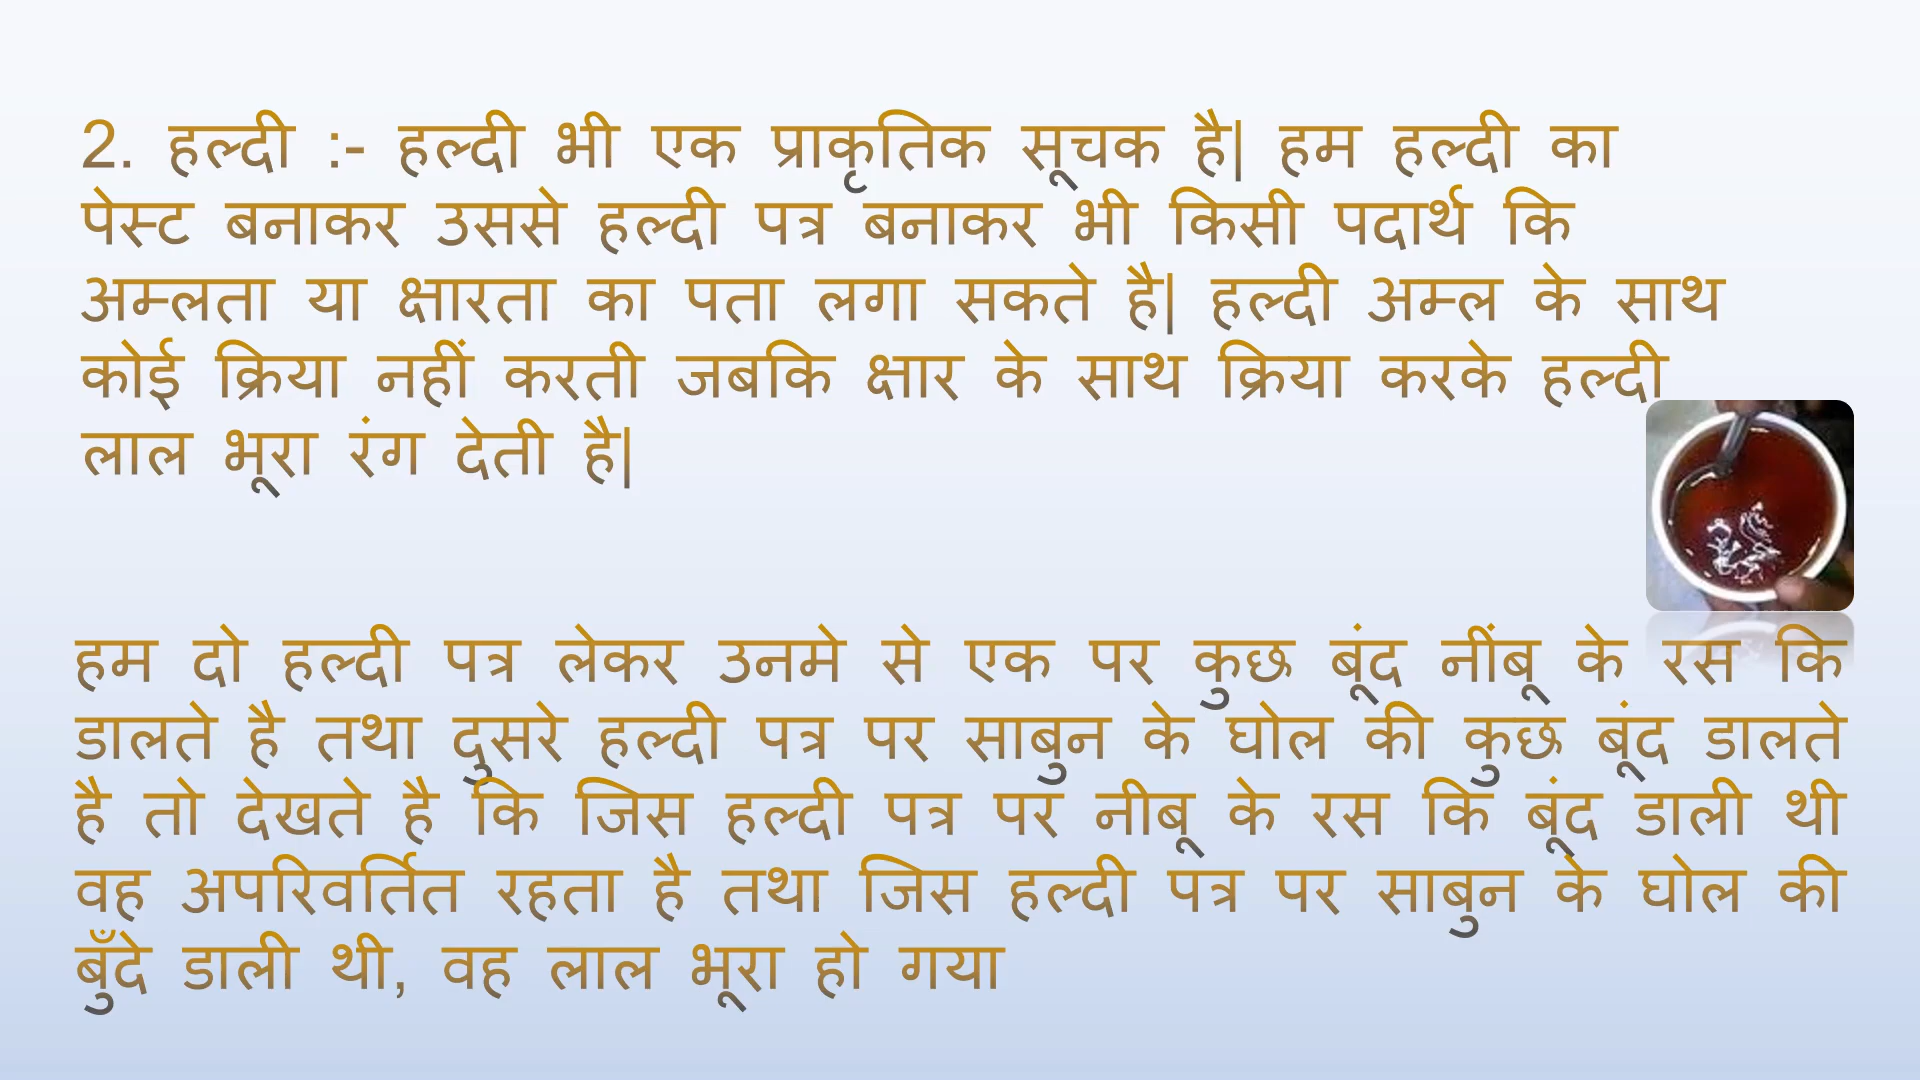 2. हल्दी :- हल्दी भी एक प्राकृतिक सूचक है| हम हल्दी का
पेस्ट बनाकर उससे हल्दी पत्र बनाकर भी किसी पदार्थ कि
अम्लता या क्षारता का पता लगा सकते है| हल्दी अम्ल के साथ
कोई क्रिया नहीं करती जबकि क्षार के साथ क्रिया करके हल्दी
लाल भूरा रंग देती है|
हम दो हल्दी पत्र लेकर उनमे से एक पर कुछ बूंद नींबू के रस कि
डालते है तथा दुसरे हल्दी पत्र पर साबुन के घोल की कुछ बूंद डालते
है तो देखते है कि जिस हल्दी पत्र पर नीबू के रस कि बूंद डाली थी
वह अपरिवर्तित रहता है तथा जिस हल्दी पत्र पर साबुन के घोल की
बुँदे डाली थी, वह लाल भूरा हो गया